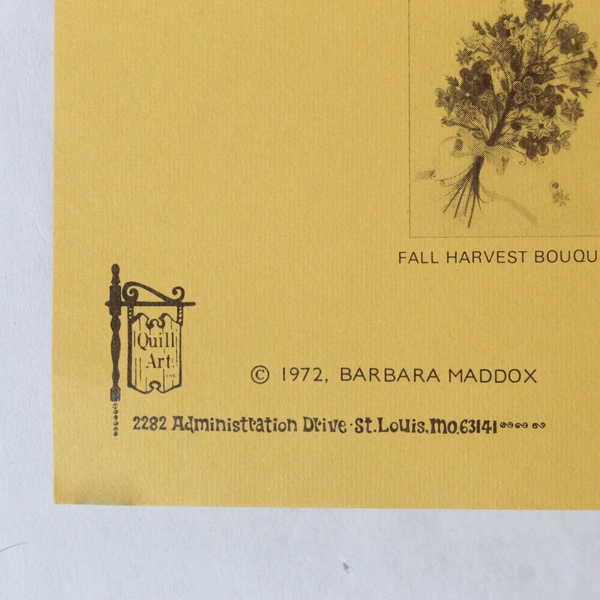 FALL HARVEST BOUQU
Quill
Art
© 1972, BARBARA MADDOX
2282 Administration Drive·St.Louis.Mo.63141